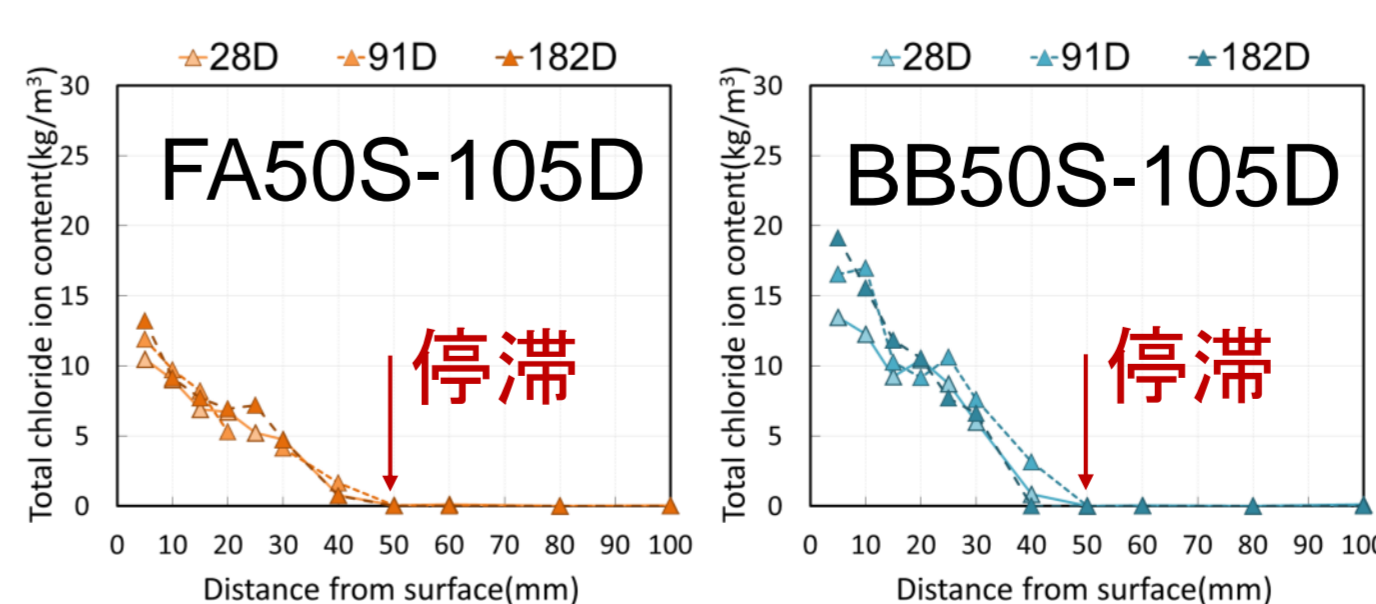 28D 91D 182D
FA50S-105D
停滞
Total chloride ion content(kg/m³)
30
25
20
15
10
5
0
0 10 20 30 40 50 60 70 80 90 100
Distance from surface(mm)
28D 91D 182D
BB50S-105D
停滞
Total chloride ion content(kg/m³)
30
25
20
15
10
5
0
0 10 20 30 40 50 60 70 80 90 100
Distance from surface(mm)